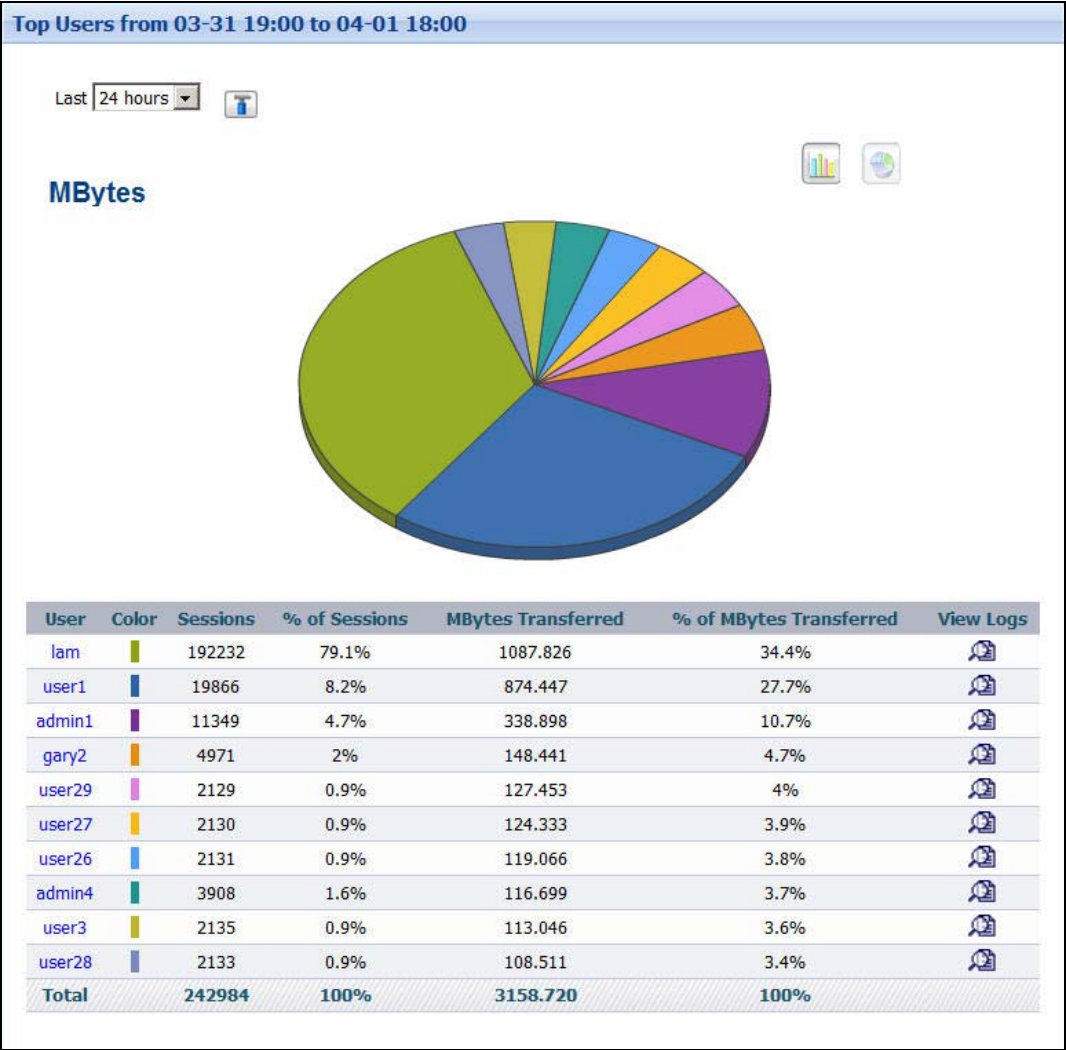 Top Users from 03-31 19:00 to 04-01 18:00
Last 24 hours
MBytes
User Color Sessions % of Sessions MBytes Transferred % of MBytes Transferred View Logs
lam 192232 79.1% 1087.826 34.4%
user1 19866 8.2% 874.447 27.7%
admin1 11349 4.7% 338.898 10.7%
gary2 4971 2% 148.441 4.7%
user29 2129 0.9% 127.453 4%
user27 2130 0.9% 124.333 3.9%
user26 2131 0.9% 119.066 3.8%
admin4 3908 1.6% 116.699 3.7%
user3 2135 0.9% 113.046 3.6%
user28 2133 0.9% 108.511 3.4%
Total 242984 100% 3158.720 100%